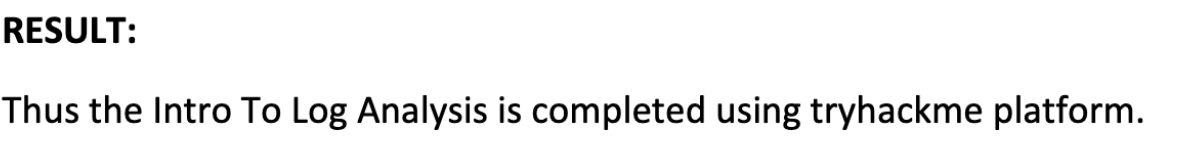 RESULT:
Thus the Intro To Log Analysis is completed using tryhackme platform.